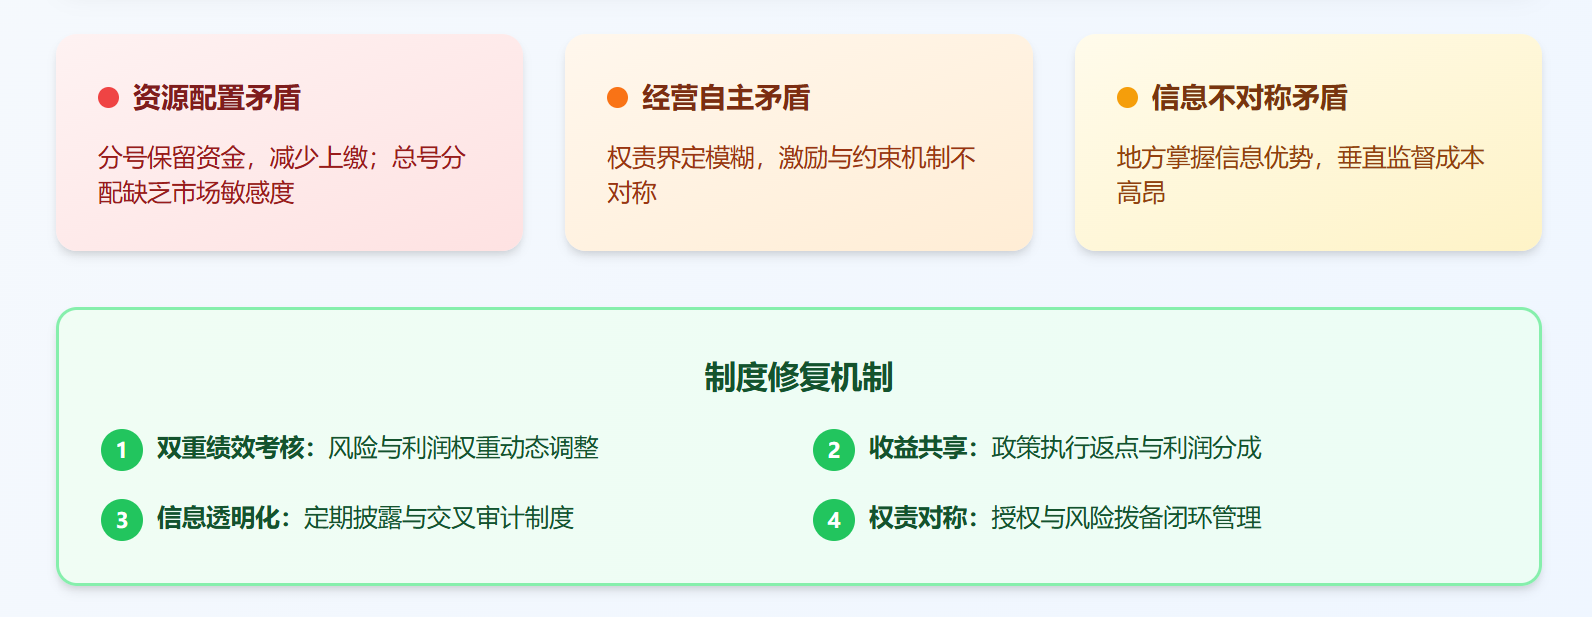 资源配置矛盾
分号保留资金，减少上缴；总号分
配缺乏市场敏感度
经营自主矛盾
权责界定模糊，激励与约束机制不
对称
信息不对称矛盾
地方掌握信息优势，垂直监督成本
高昂
制度修复机制
1 双重绩效考核：风险与利润权重动态调整
2 收益共享：政策执行返点与利润分成
3 信息透明化：定期披露与交叉审计制度
4 权责对称：授权与风险拨备闭环管理